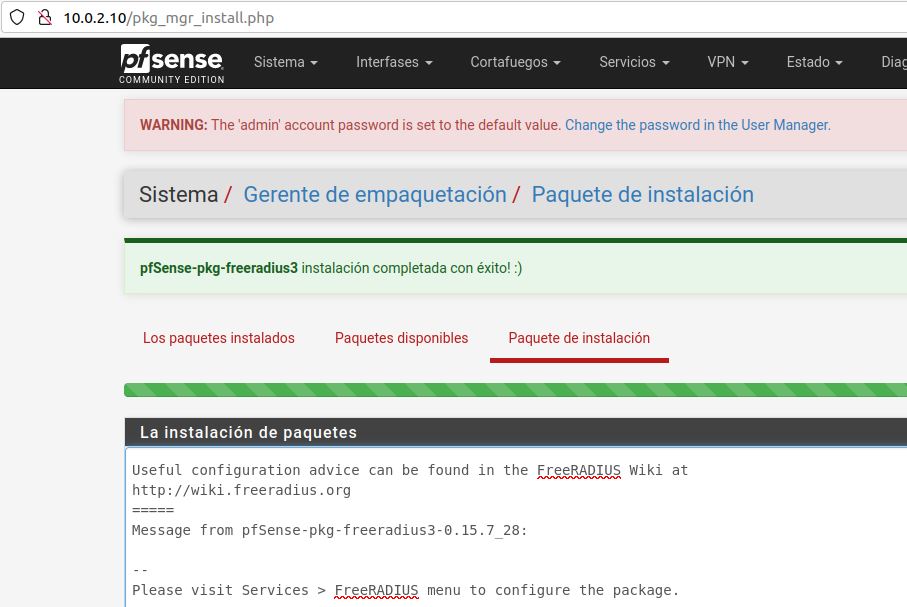 10.0.2.10/pkg_mgr_install.php
pfsense
COMMUNITY EDITION
Sistema Interfases Cortafuegos Servicios VPN Estado Diag
WARNING: The 'admin' account password is set to the default value. Change the password in the User Manager.
Sistema / Gerente de empaquetación / Paquete de instalación
pfSense-pkg-freeradius3 instalación completada con éxito! :)
Los paquetes instalados Paquetes disponibles Paquete de instalación
La instalación de paquetes
Useful configuration advice can be found in the FreeRADIUS Wiki at
http://wiki.freeradius.org
=====
Message from pfSense-pkg-freeradius3-0.15.7_28:
--
Please visit Services > FreeRADIUS menu to configure the package.